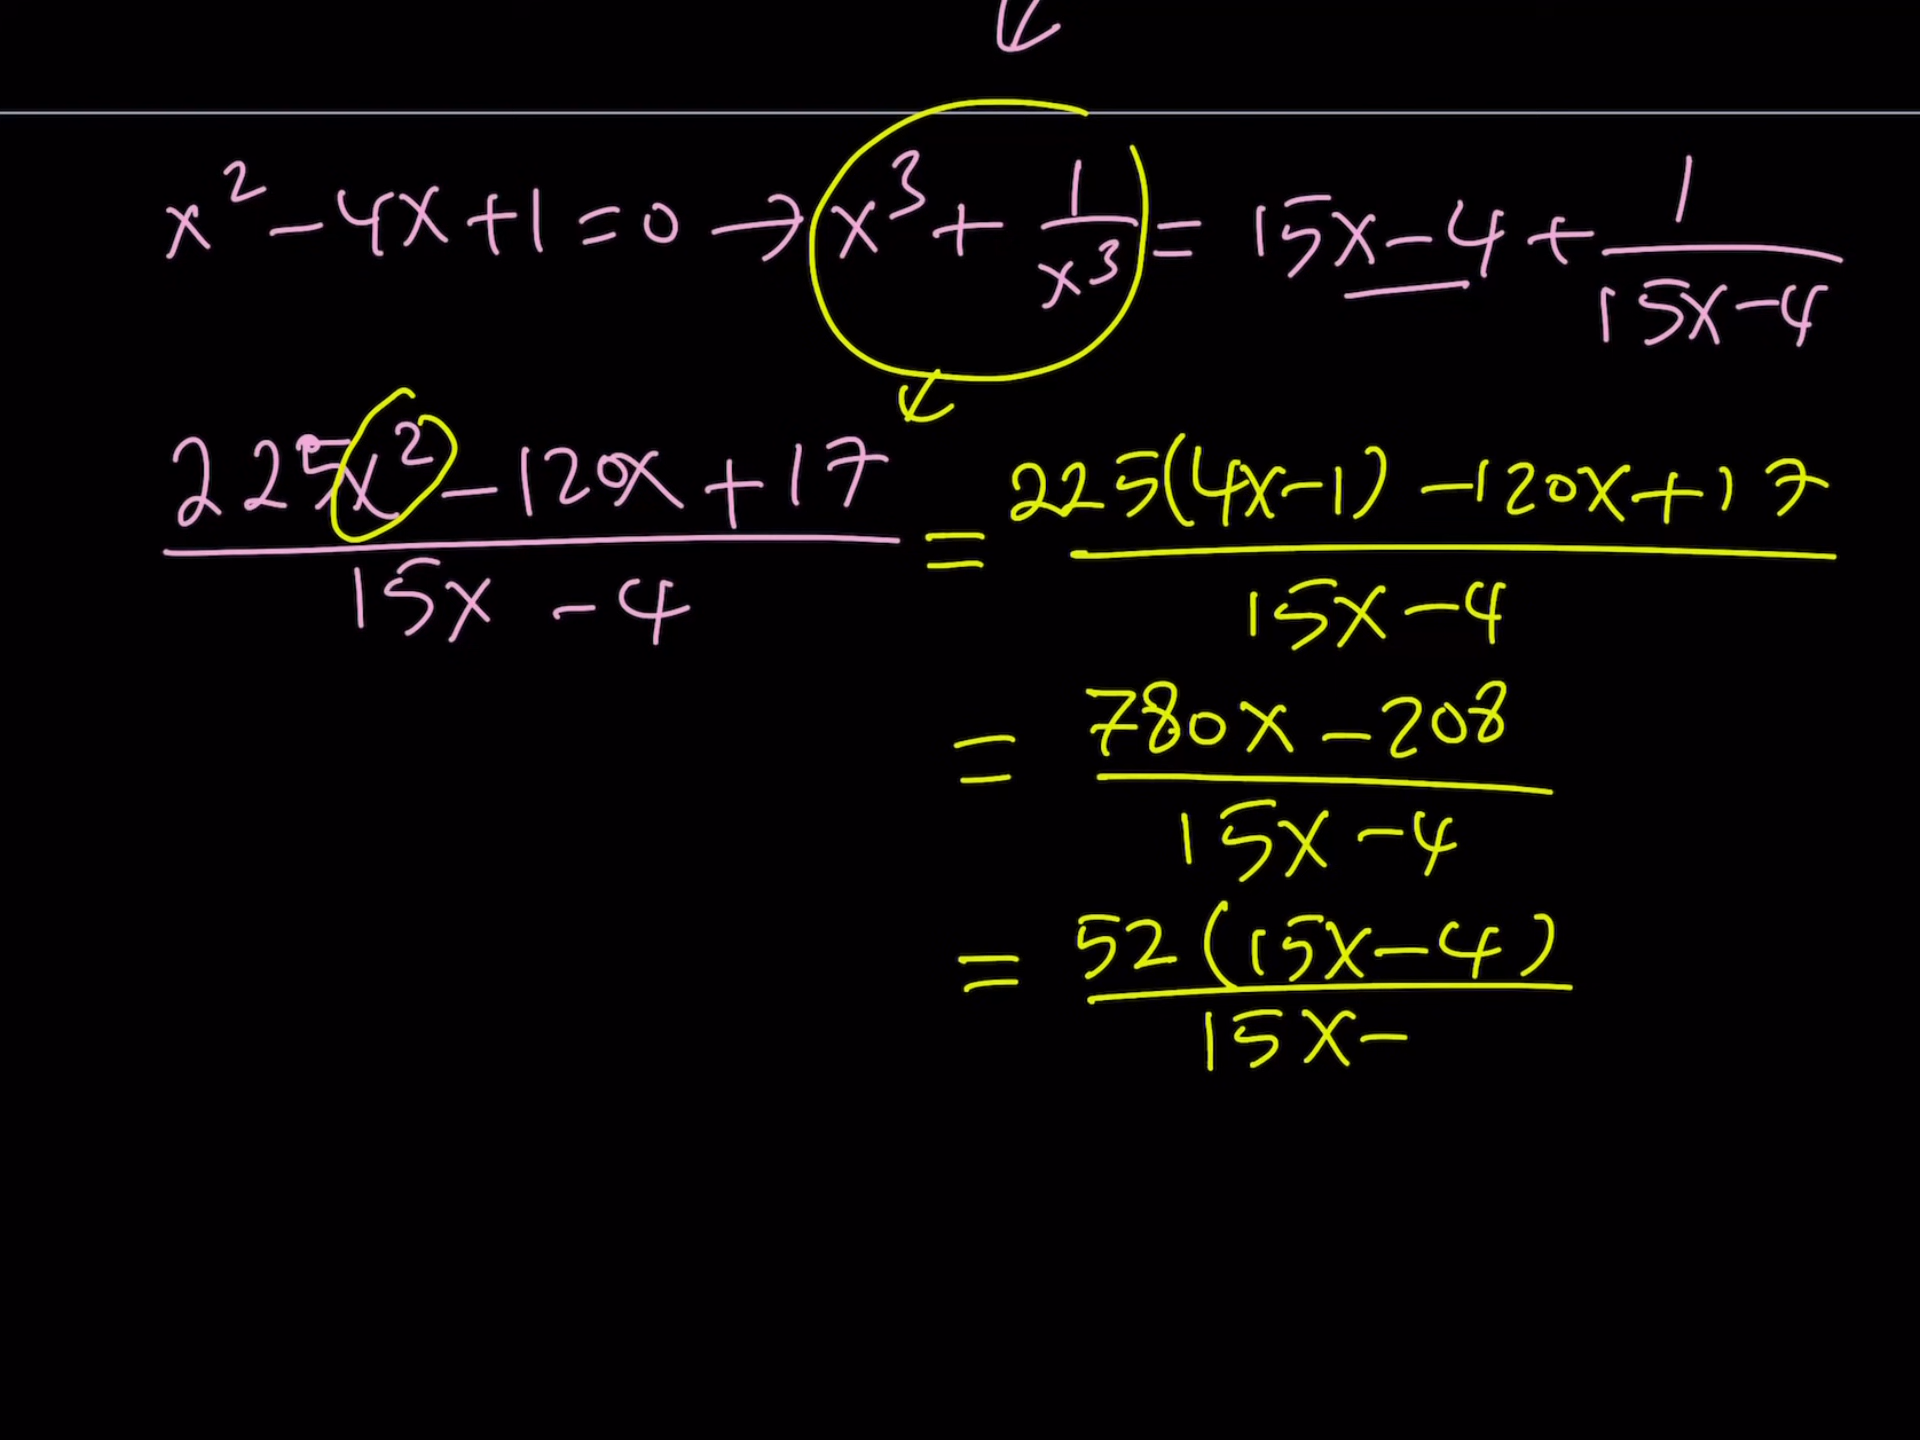 x² - 4x + 1 = 0 → x³ + 1/x³ = 15x - 4 + 1/(15x - 4)
(225x² - 120x + 17)/(15x - 4) = (225(4x - 1) - 120x + 17)/(15x - 4)
= (780x - 208)/(15x - 4)
= 52(15x - 4)/(15x -